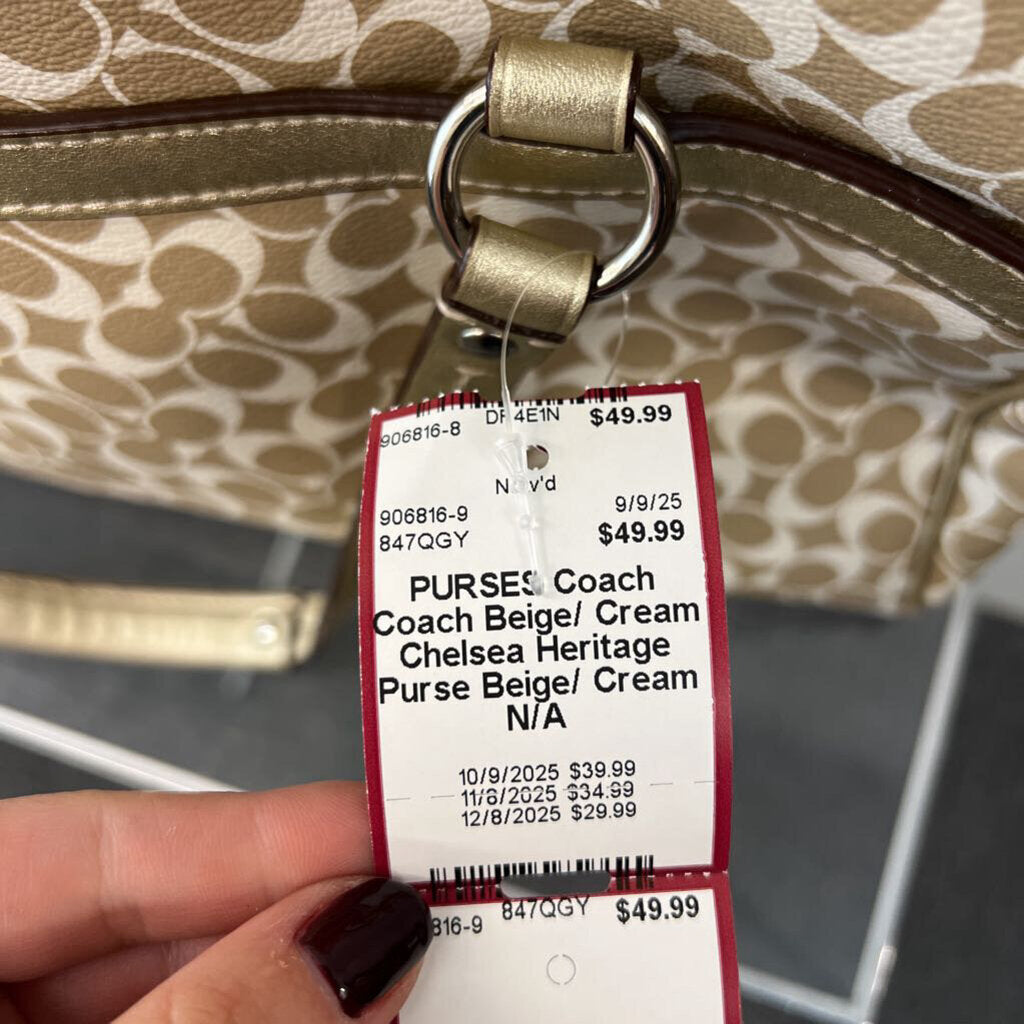 906816-8 $49.99
9/9/25
906816-9
847QGY $49.99
PURSES Coach
Coach Beige/ Cream
Chelsea Heritage
Purse Beige/ Cream
N/A
10/9/2025 $39.99
11/8/2025 $34.99
12/8/2025 $29.99
816-9 847QGY $49.99